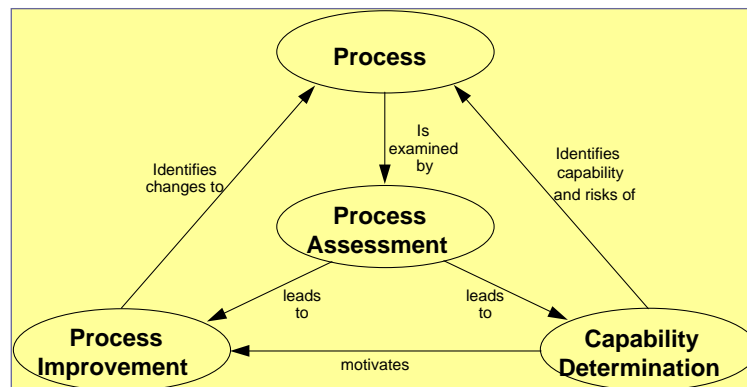 Process
Is
examined
by
Identifies
changes to
Identifies
capability
and risks of
Process
Assessment
leads
to
leads
to
Process
Improvement
motivates
Capability
Determination